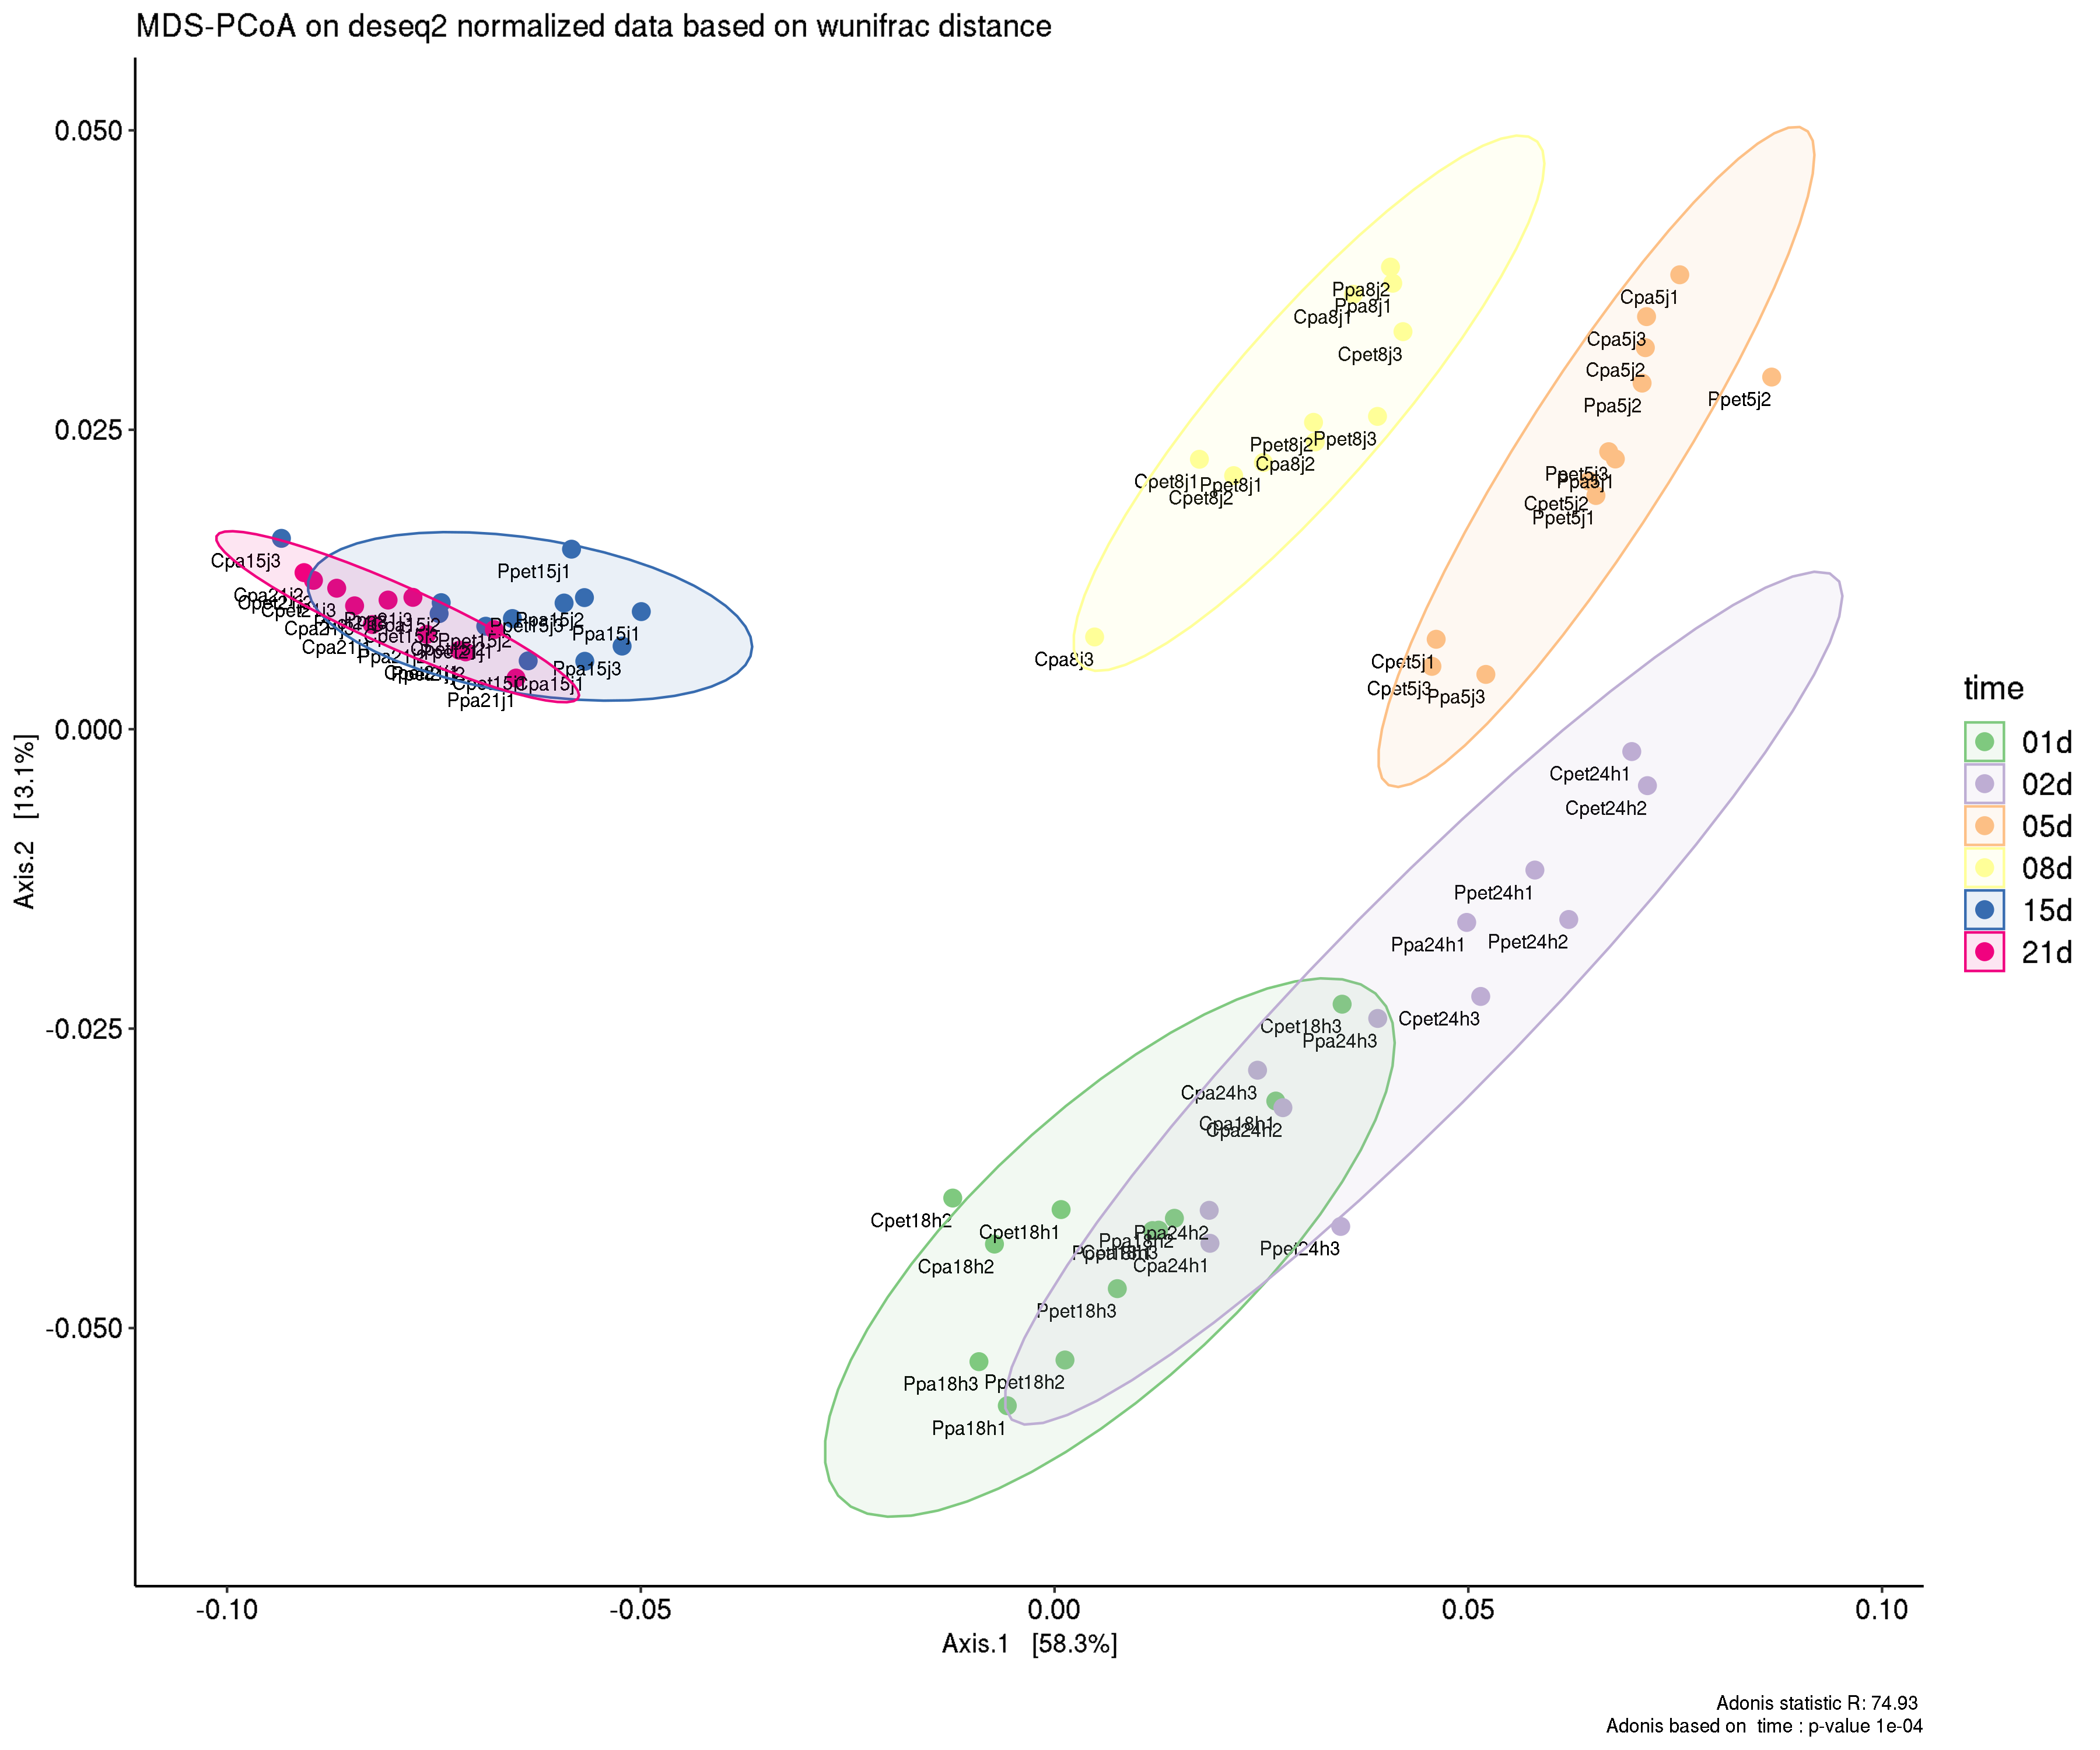 MDS-PCoA on deseq2 normalized data based on wunifrac distance
0.050
0.025
0.000
-0.025
-0.050
Axis.2 [13.1%]
Ppa8j2
Ppa8j1
Cpa8j1
Cpet8j3
Ppet8j2
Ppet8j3
Cpa8j2
Cpet8j1
Ppet8j1
Cpet8j2
Cpa8j3
Cpa5j1
Cpa5j3
Cpa5j2
Ppa5j2
Ppet5j2
Ppet5j3
Ppa5j1
Cpet5j2
Ppet5j1
Cpet5j1
Cpet5j3
Ppa5j3
Cpa15j3
Ppet15j1
Ppa15j2
Ppa15j1
Ppa15j3
Cpa15j1
Ppa21j1
Cpet24h1
Cpet24h2
Ppet24h1
Ppa24h1
Ppet24h2
Cpet24h3
Cpet18h3
Ppa24h3
Cpa24h3
Cpa18h1
Cpa24h2
Cpet18h2
Cpet18h1
Cpa18h2
Ppa24h2
Ppa18h2
Cpa24h1
Ppet24h3
Ppet18h3
Ppa18h3
Ppet18h2
Ppa18h1
-0.10
-0.05
0.00
0.05
0.10
Axis.1 [58.3%]
time
01d
02d
05d
08d
15d
21d
Adonis statistic R: 74.93
Adonis based on time : p-value 1e-04